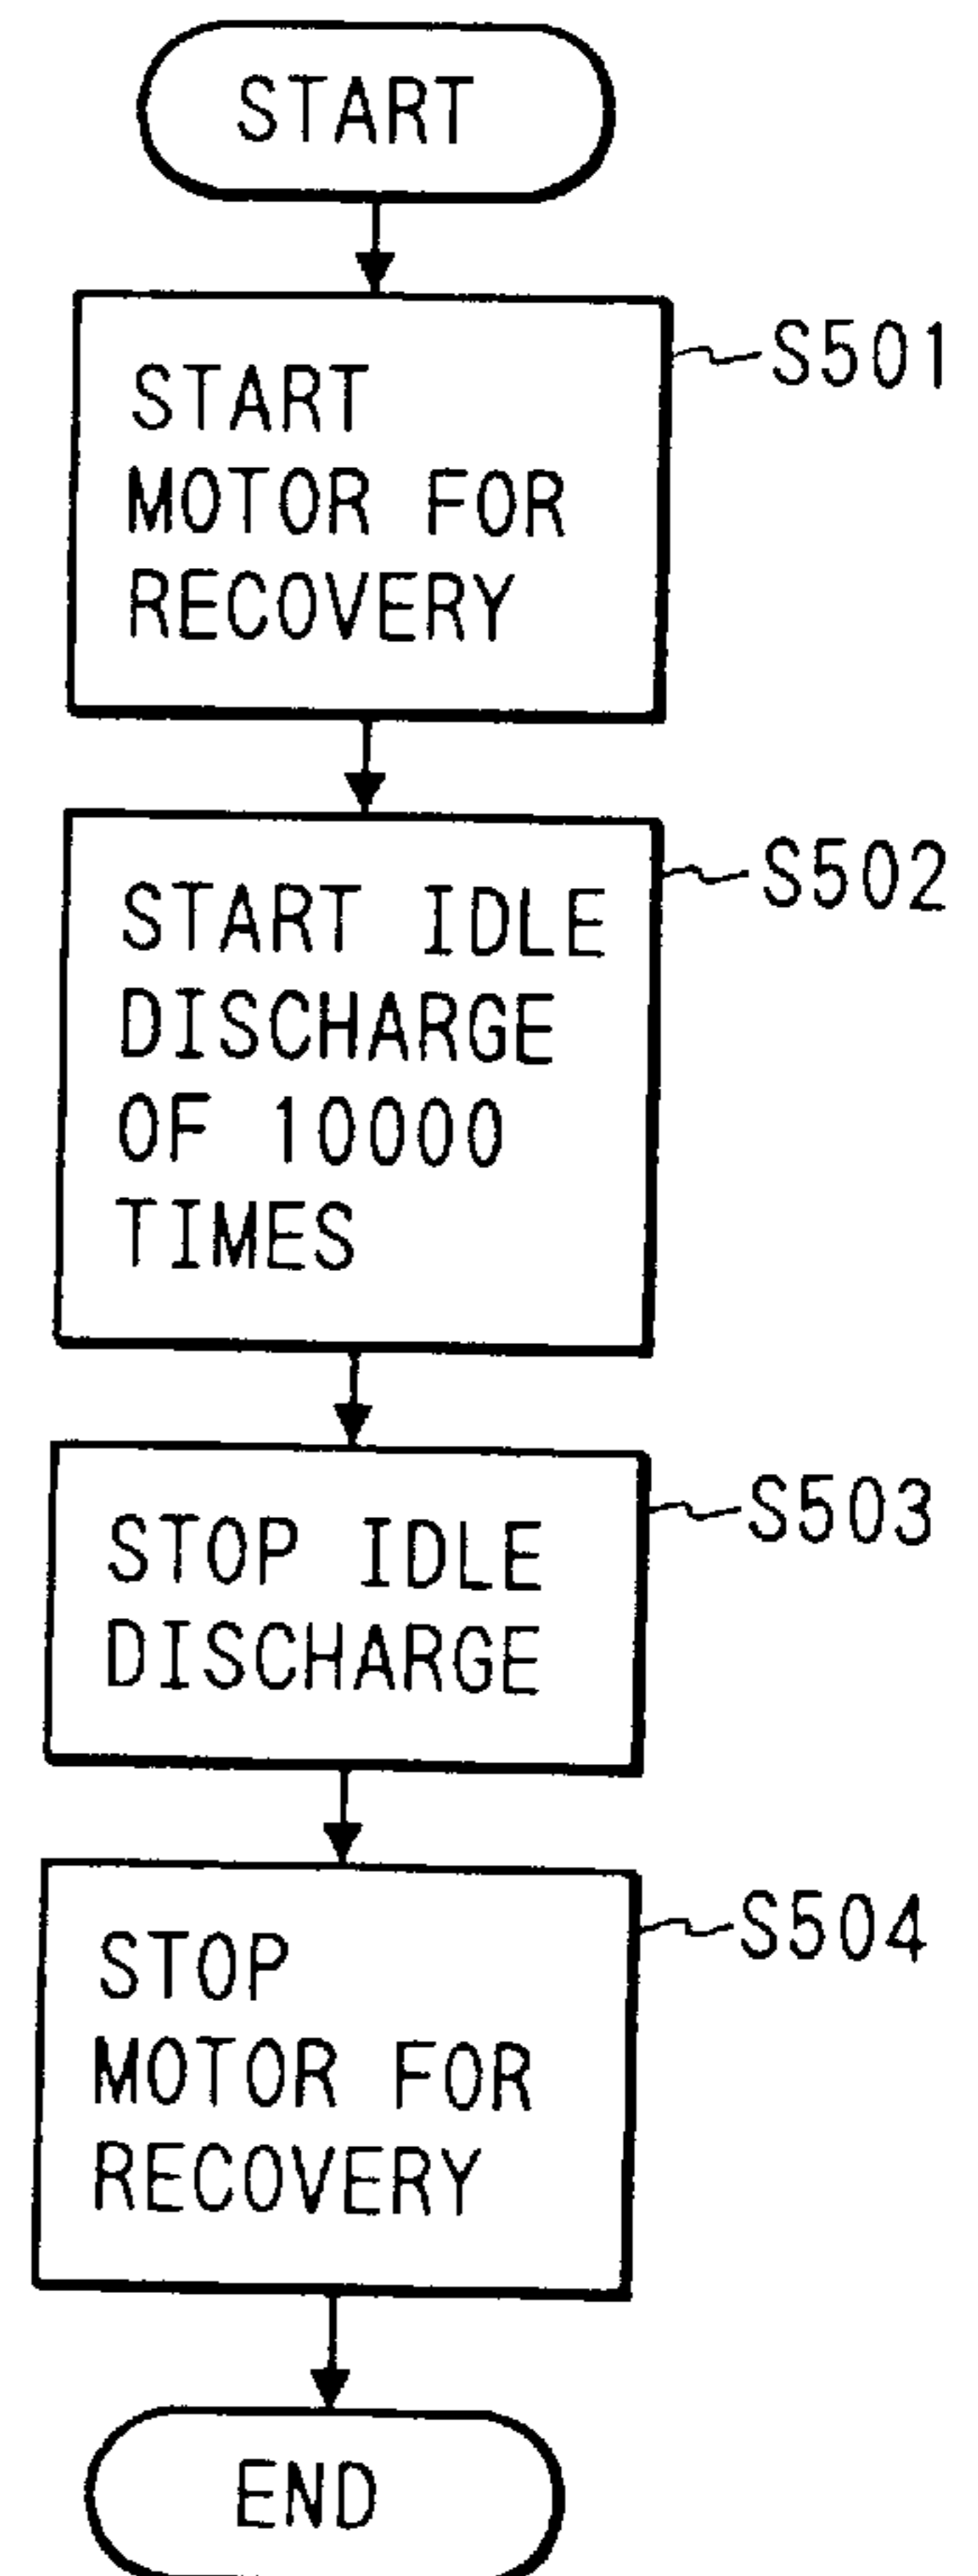 START
START
MOTOR FOR
RECOVERY
S501
START IDLE
DISCHARGE
OF 10000
TIMES
S502
STOP IDLE
DISCHARGE
S503
STOP
MOTOR FOR
RECOVERY
S504
END